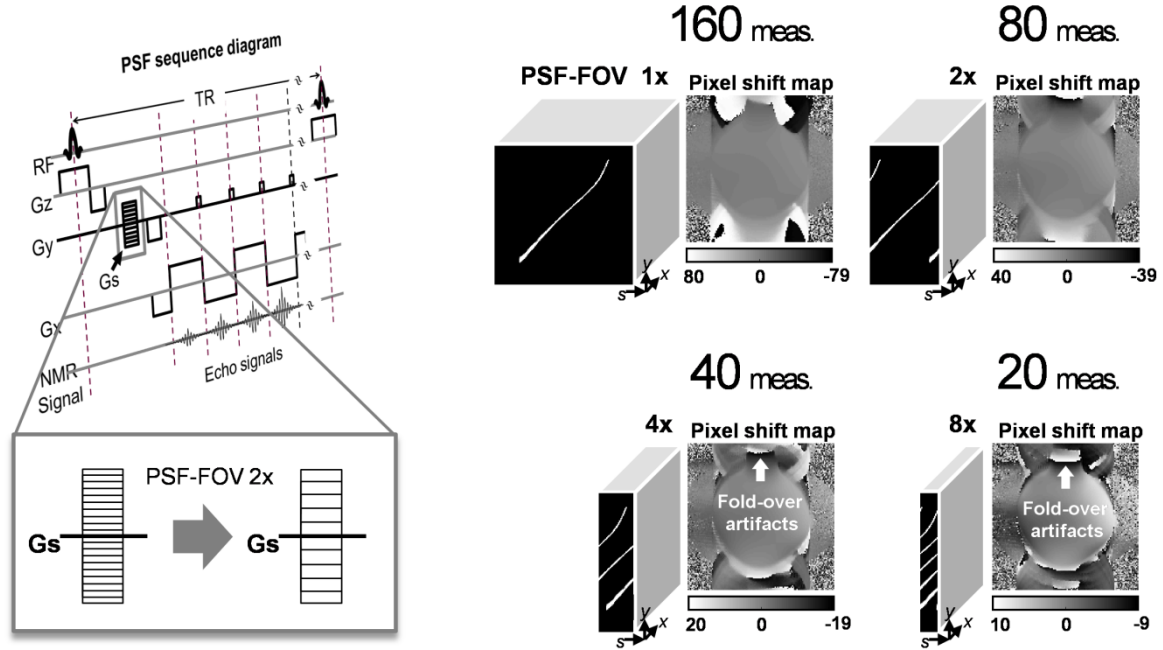 PSF sequence diagram
TR
RF
Gz
Gy
Gs
Gx
NMR
Signal
Echo signals
PSF-FOV 2x
Gs
Gs
160 meas.
PSF-FOV 1x
Pixel shift map
s y x
80 0 -79
80 meas.
2x
Pixel shift map
s y x
40 0 -39
40 meas.
4x
Pixel shift map
Fold-over
artifacts
s y x
20 0 -19
20 meas.
8x
Pixel shift map
Fold-over
artifacts
s y x
10 0 -9